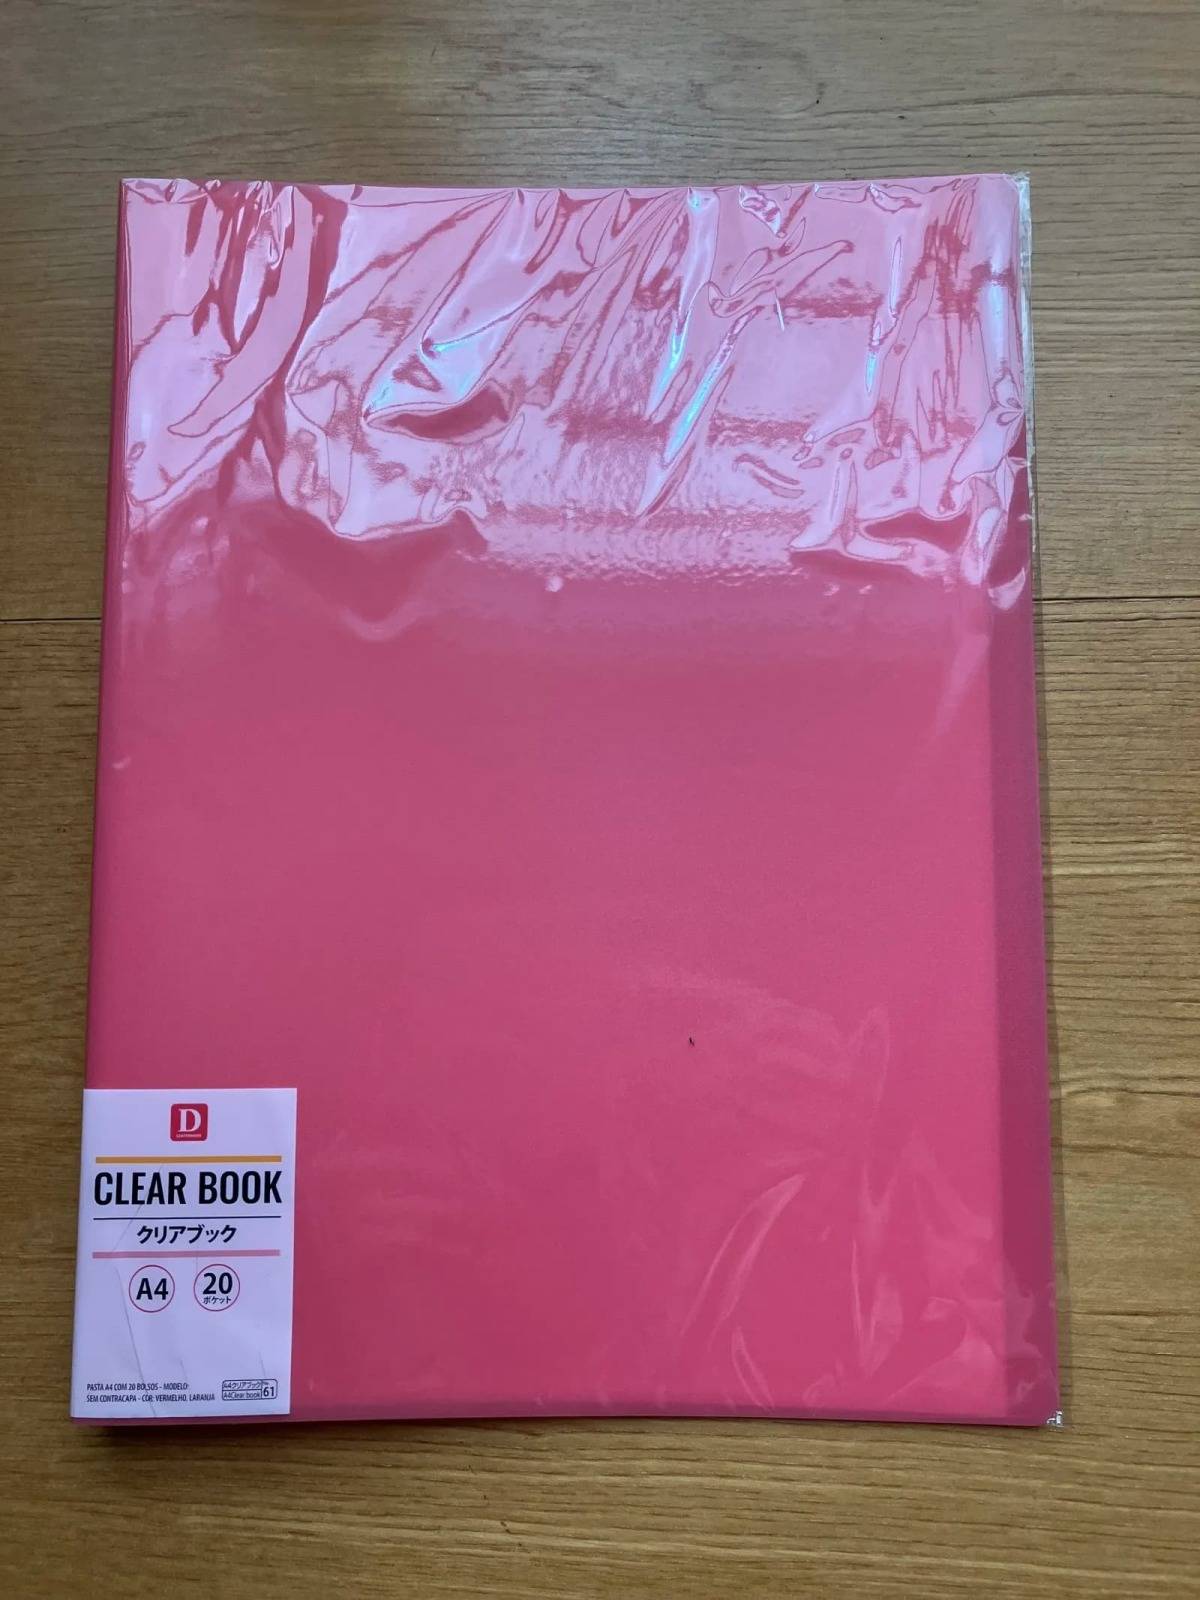 D
CLEAR BOOK
クリアブック
A4
20
ポケット
PASTA A4 COM 20 BOLSOS - MODELO:
SEM CONTRACAPA - COR: VERMELHO, LARANJA
A4クリアブック
A4Clear book
No.
61